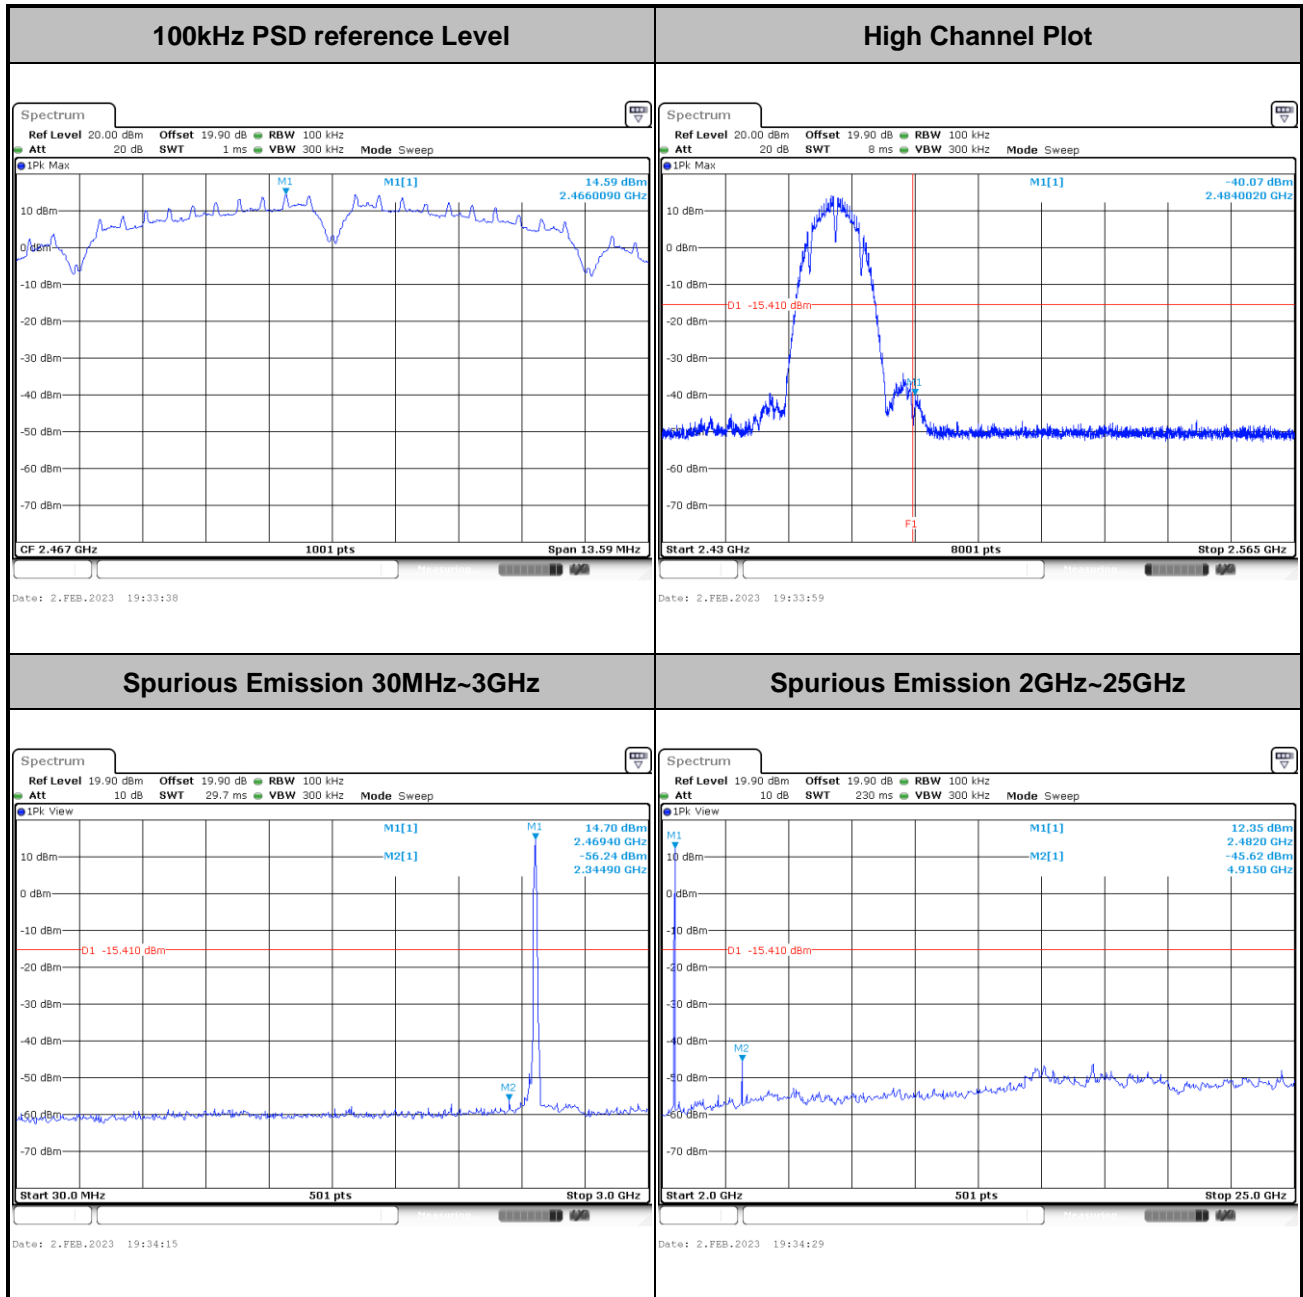 100kHz PSD reference Level
High Channel Plot
Spectrum
Ref Level 20.00 dBm Offset 19.90 dB RBW 100 kHz
Att 20 dB SWT 1 ms VBW 300 kHz Mode Sweep
1Pk Max
M1
M1[1] 14.59 dBm
2.4660090 GHz
10 dBm
0 dBm
-10 dBm
-20 dBm
-30 dBm
-40 dBm
-50 dBm
-60 dBm
-70 dBm
CF 2.467 GHz 1001 pts Span 13.59 MHz
Date: 2.FEB.2023 19:33:38
Spectrum
Ref Level 20.00 dBm Offset 19.90 dB RBW 100 kHz
Att 20 dB SWT 8 ms VBW 300 kHz Mode Sweep
1Pk Max
M1[1] -40.07 dBm
2.4840020 GHz
10 dBm
0 dBm
-10 dBm
D1 -15.410 dBm
-20 dBm
-30 dBm
M1
-40 dBm
-60 dBm
-70 dBm
F1
Start 2.43 GHz 8001 pts Stop 2.565 GHz
Date: 2.FEB.2023 19:33:59
Spurious Emission 30MHz~3GHz
Spurious Emission 2GHz~25GHz
Spectrum
Ref Level 19.90 dBm Offset 19.90 dB RBW 100 kHz
Att 10 dB SWT 29.7 ms VBW 300 kHz Mode Sweep
1Pk View
M1[1] M1 14.70 dBm
2.46940 GHz
M2[1] -56.24 dBm
2.34490 GHz
10 dBm
0 dBm
-10 dBm
D1 -15.410 dBm
-20 dBm
-30 dBm
-40 dBm
-50 dBm
M2
-60 dBm
-70 dBm
Start 30.0 MHz 501 pts Stop 3.0 GHz
Date: 2.FEB.2023 19:34:15
Spectrum
Ref Level 19.90 dBm Offset 19.90 dB RBW 100 kHz
Att 10 dB SWT 230 ms VBW 300 kHz Mode Sweep
1Pk View
M1[1] 12.35 dBm
M1
2.4820 GHz
M2[1] -45.62 dBm
4.9150 GHz
10 dBm
0 dBm
-10 dBm
D1 -15.410 dBm
-20 dBm
-30 dBm
-40 dBm
M2
-50 dBm
-60 dBm
-70 dBm
Start 2.0 GHz 501 pts Stop 25.0 GHz
Date: 2.FEB.2023 19:34:29